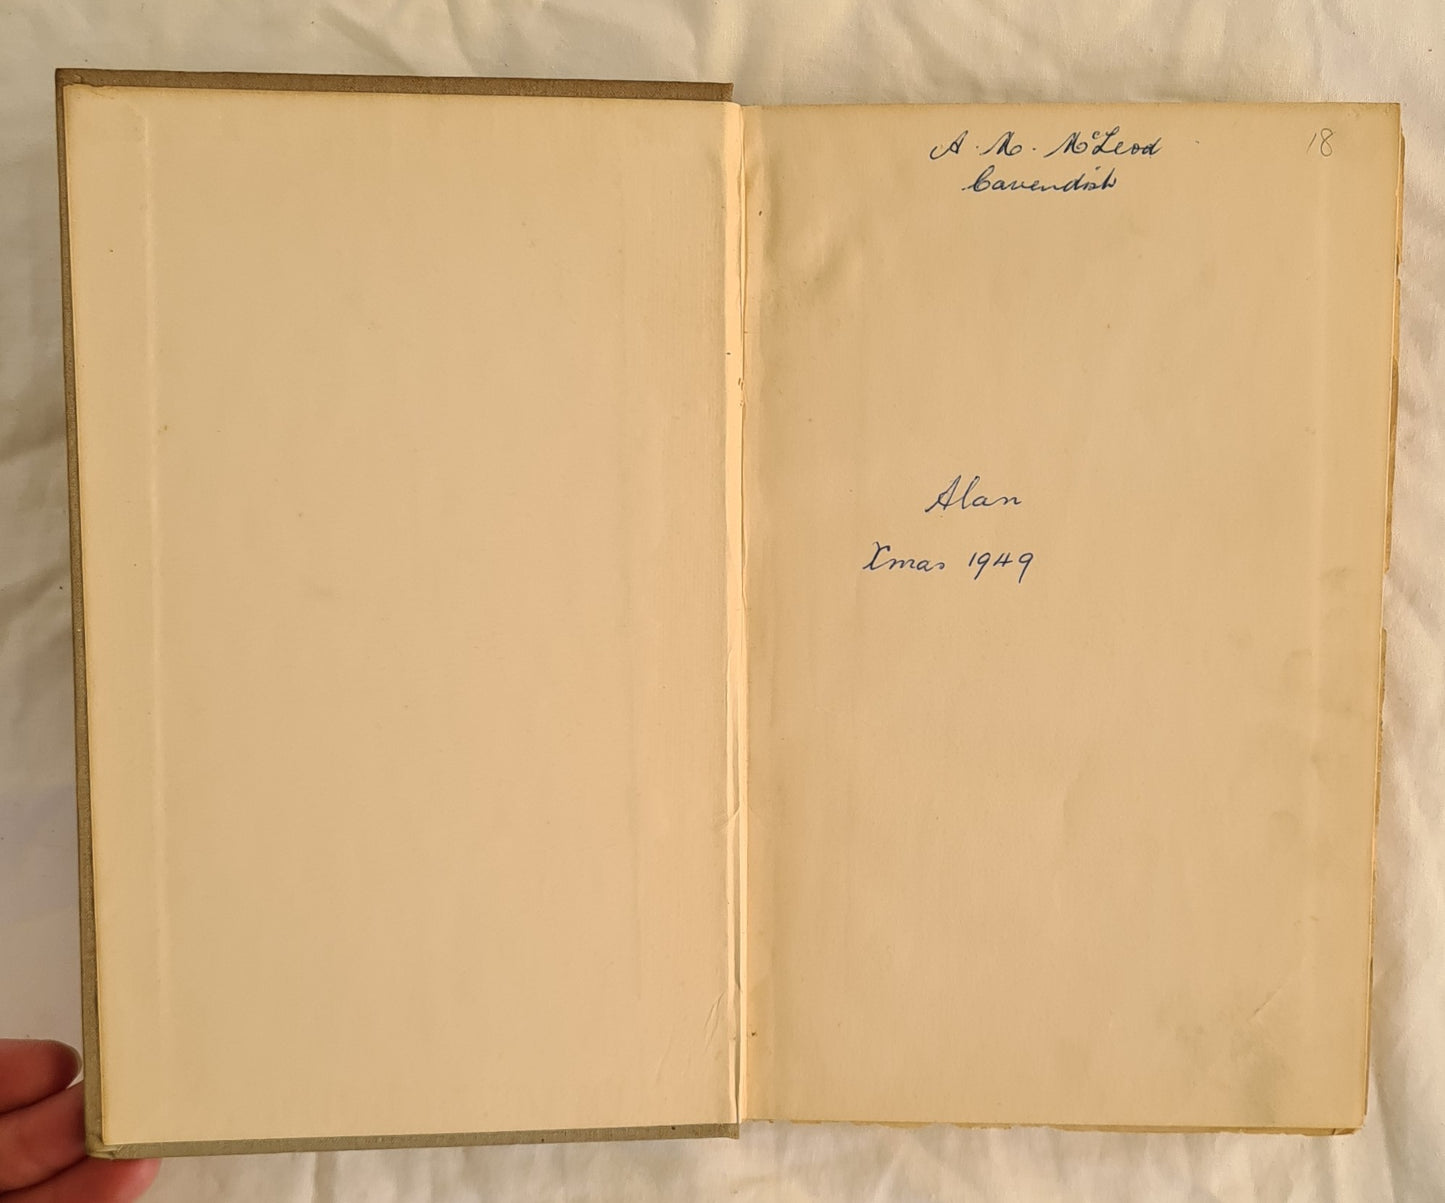 A. M. McLeod
18
Cavendish
Alan
Xmas 1949